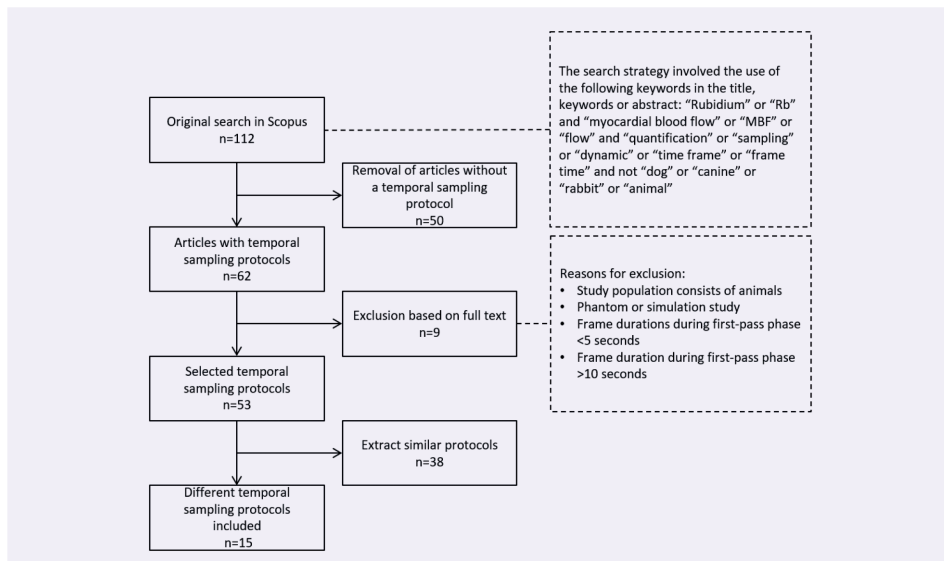 Original search in Scopus
n=112
The search strategy involved the use of
the following keywords in the title,
keywords or abstract: “Rubidium” or “Rb”
and “myocardial blood flow” or “MBF” or
“flow” and “quantification” or “sampling”
or “dynamic” or “time frame” or “frame
time” and not “dog” or “canine” or
“rabbit” or “animal”
Removal of articles without
a temporal sampling
protocol
n=50
Articles with temporal
sampling protocols
n=62
Exclusion based on full text
n=9
Reasons for exclusion:
• Study population consists of animals
• Phantom or simulation study
• Frame durations during first-pass phase
<5 seconds
• Frame duration during first-pass phase
>10 seconds
Selected temporal
sampling protocols
n=53
Extract similar protocols
n=38
Different temporal
sampling protocols
included
n=15